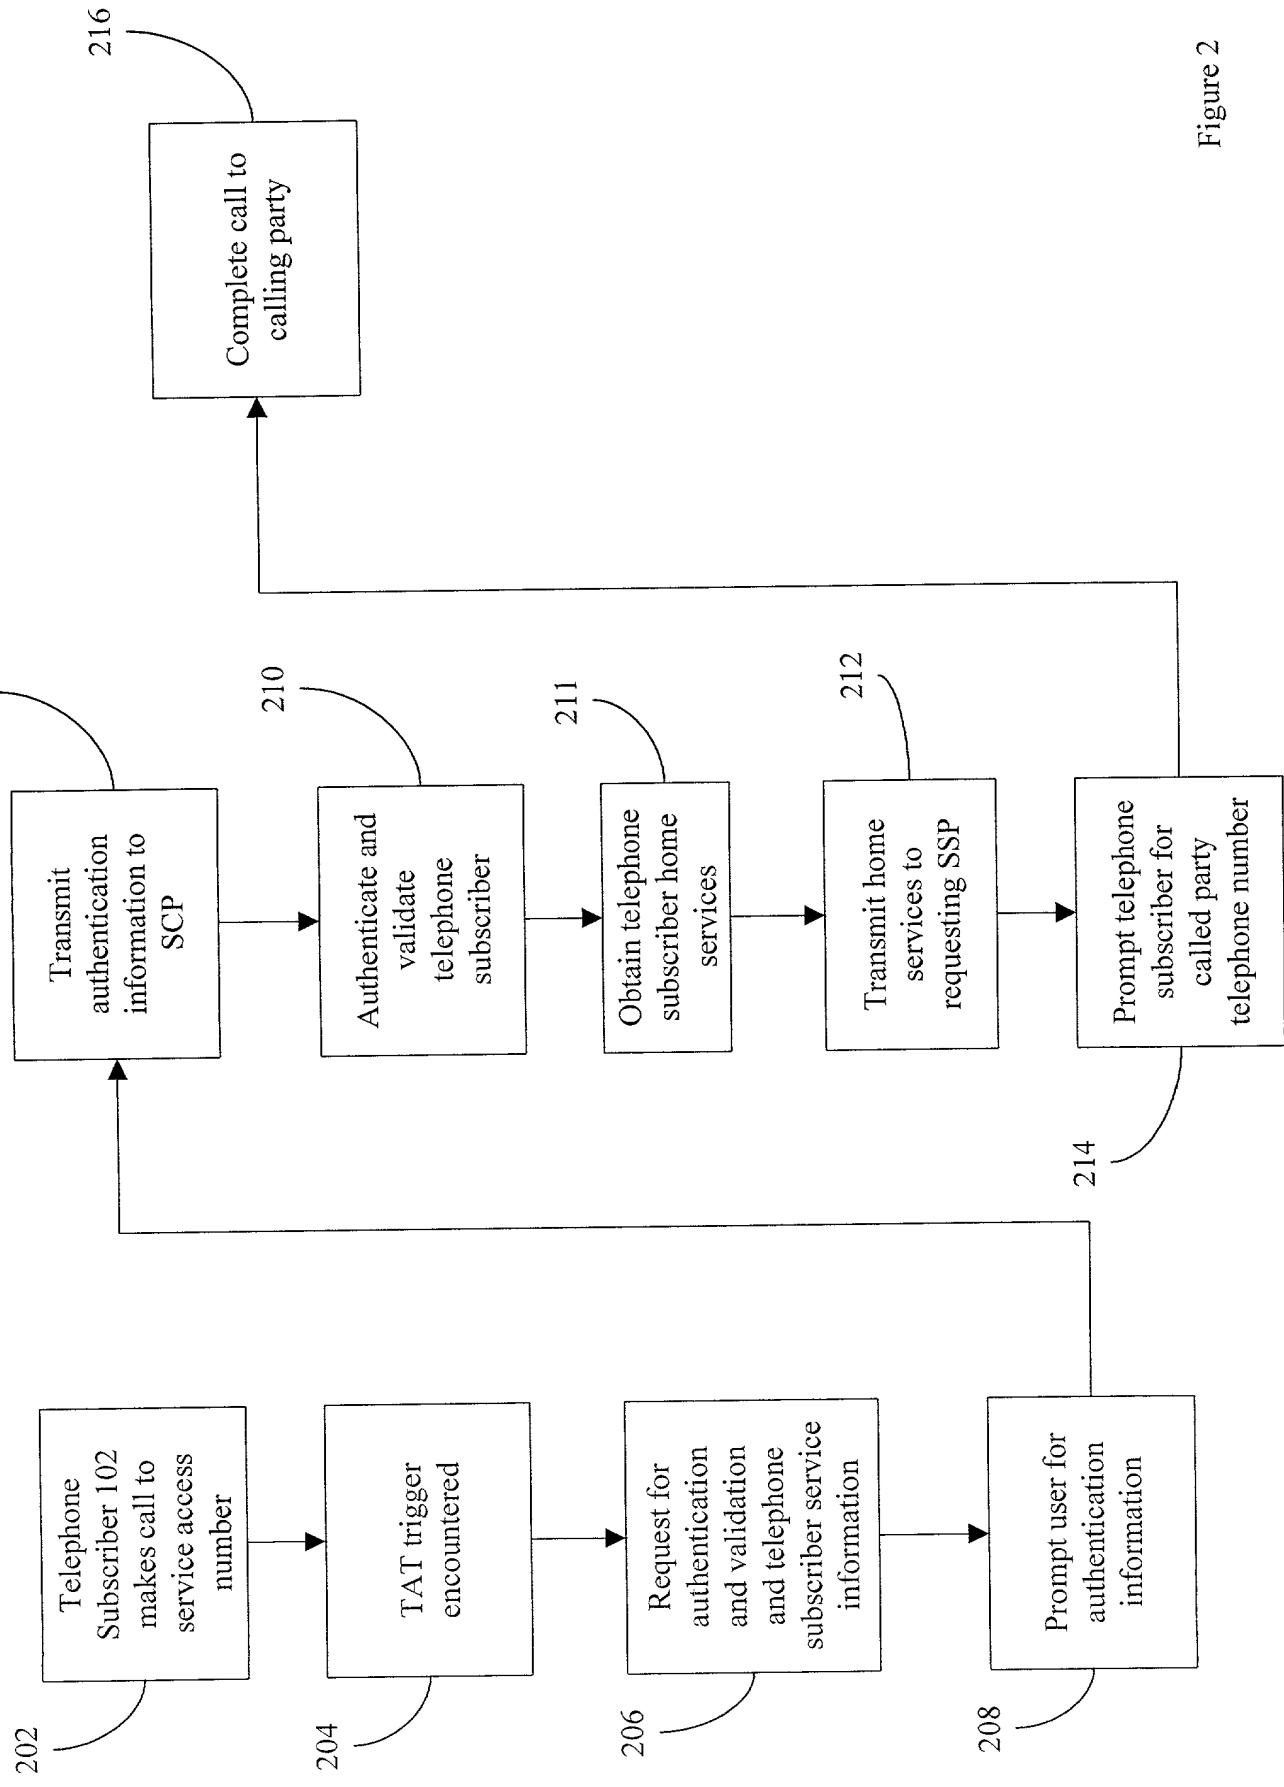 202
Telephone
Subscriber 102
makes call to
service access
number
204
TAT trigger
encountered
206
Request for
authentication
and validation
and telephone
subscriber service
information
208
Prompt user for
authentication
information
Transmit
authentication
information to
SCP
210
Authenticate and
validate
telephone
subscriber
211
Obtain telephone
subscriber home
services
212
Transmit home
services to
requesting SSP
214
Prompt telephone
subscriber for
called party
telephone number
216
Complete call to
calling party
Figure 2